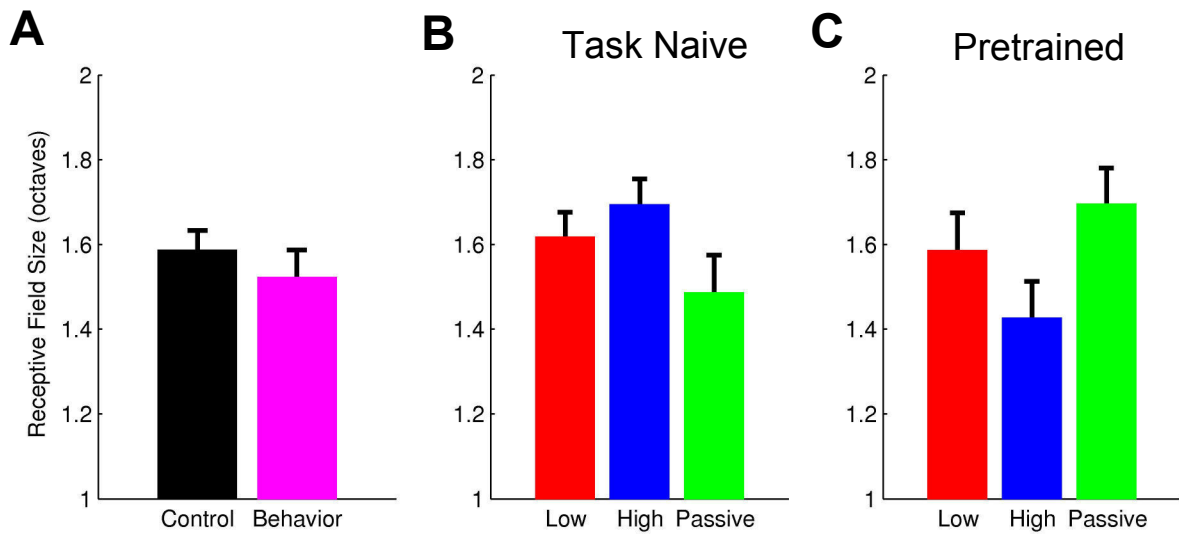 A
B
Task Naive
C
Pretrained
Receptive Field Size (octaves)
2
1.8
1.6
1.4
1.2
1
Control Behavior
2
1.8
1.6
1.4
1.2
1
Low High Passive
2
1.8
1.6
1.4
1.2
1
Low High Passive